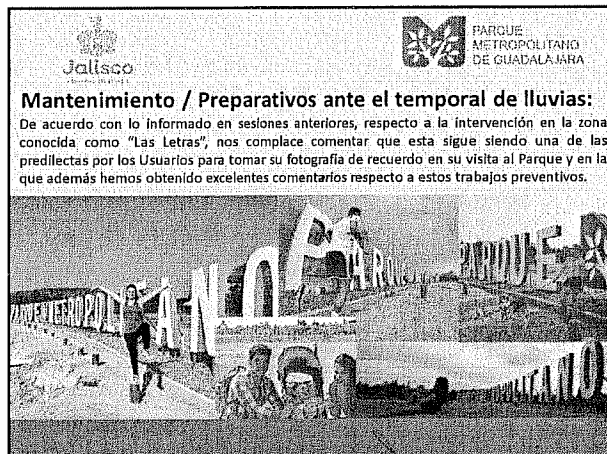 Jalisco
PARQUE
METROPOLITANO
DE GUADALAJARA
Mantenimiento / Preparativos ante el temporal de lluvias:
De acuerdo con lo informado en sesiones anteriores, respecto a la intervención en la zona
conocida como "Las Letras", nos complace comentar que esta sigue siendo una de las
predilectas por los Usuarios para tomar su fotografía de recuerdo en su visita al Parque y en la
que además hemos obtenido excelentes comentarios respecto a estos trabajos preventivos.
PARQUE